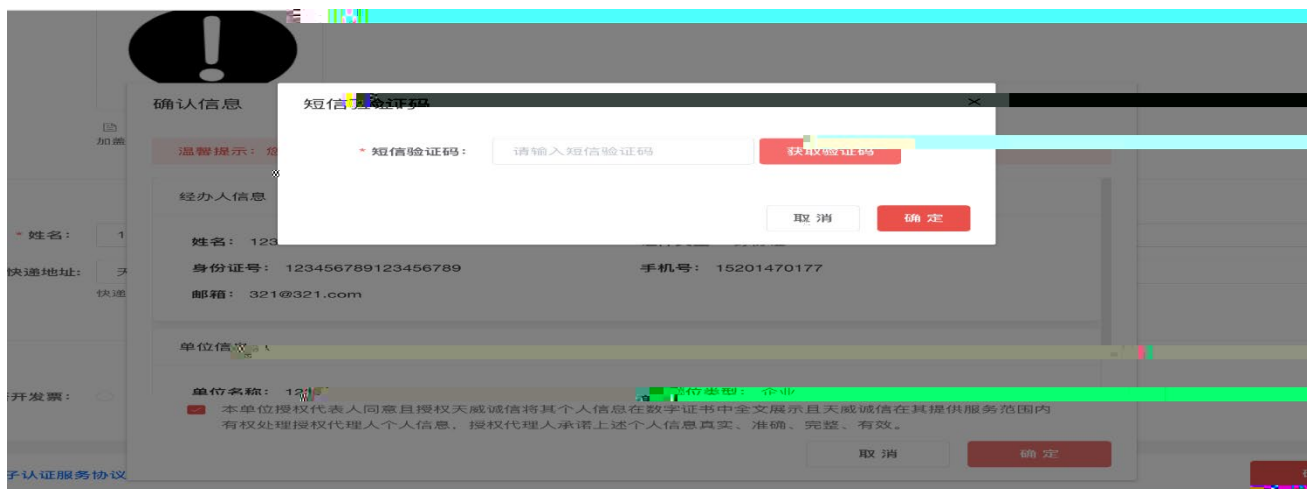 确认信息
短信验证码
加盖
温馨提示：您
* 短信验证码：
请输入短信验证码
获取验证码
经办人信息
取 消
确 定
* 姓名：
1
姓名： 123
快递地址：
天
身份证号： 123456789123456789
手机号： 15201470177
快递
邮箱： 321@321.com
单位信息
开发票：
单位名称：
单位类型： 企业
本单位授权代表人同意且授权天威诚信将其个人信息在数字证书中全文展示且天威诚信在其提供服务范围内
有权处理授权代理人个人信息，授权代理人承诺上述个人信息真实、准确、完整、有效。
取 消
确 定
子认证服务协议